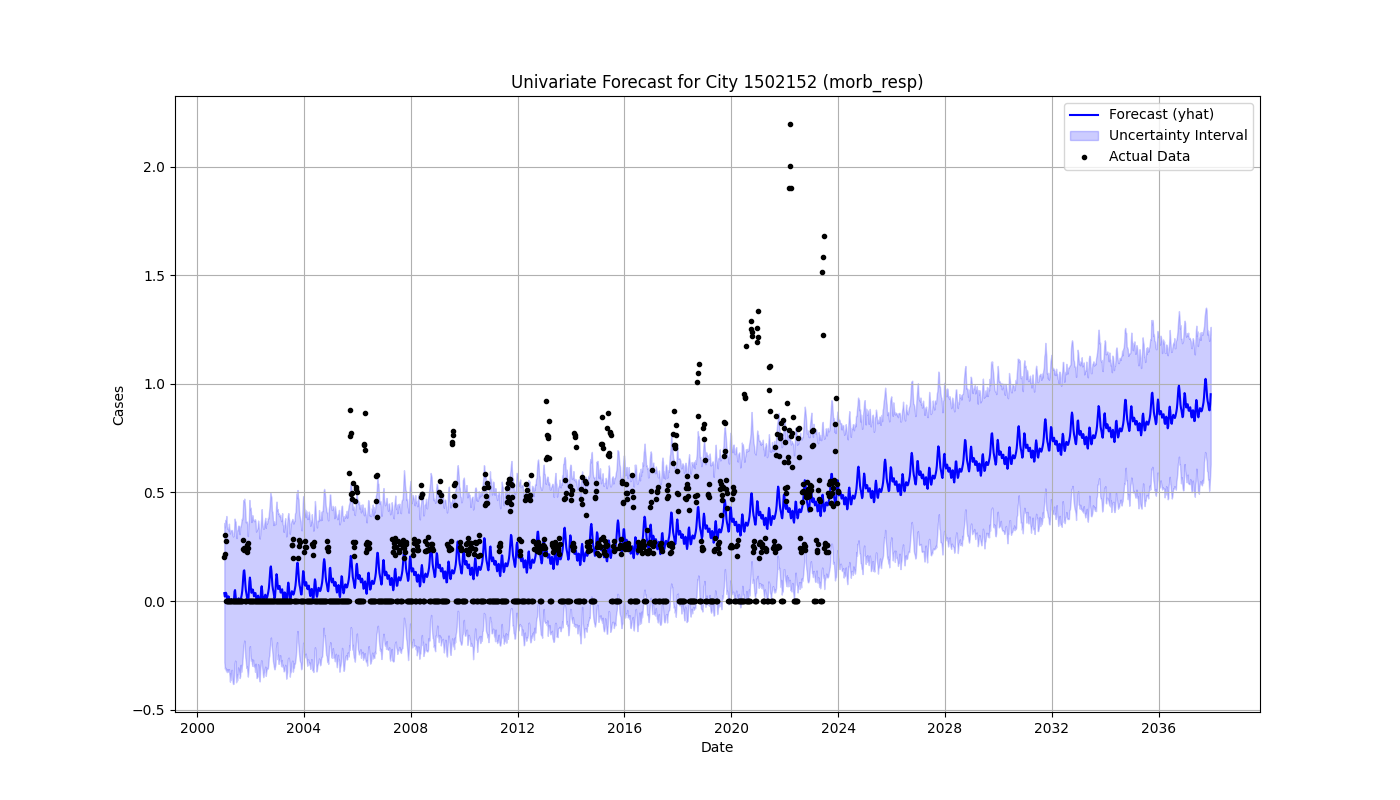 Univariate Forecast for City 1502152 (morb_resp)
Forecast (yhat)
Uncertainty Interval
Actual Data
Cases
2.0
1.5
1.0
0.5
0.0
−0.5
2000 2004 2008 2012 2016 2020 2024 2028 2032 2036
Date